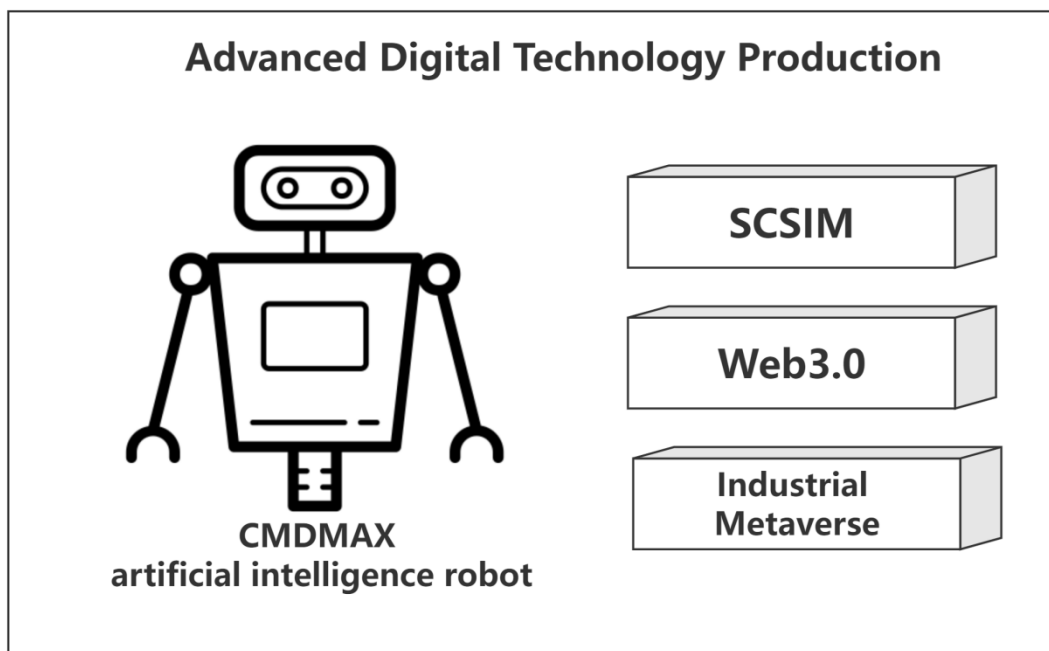 Advanced Digital Technology Production
SCSIM
Web3.0
Industrial
Metaverse
CMDMAX
artificial intelligence robot